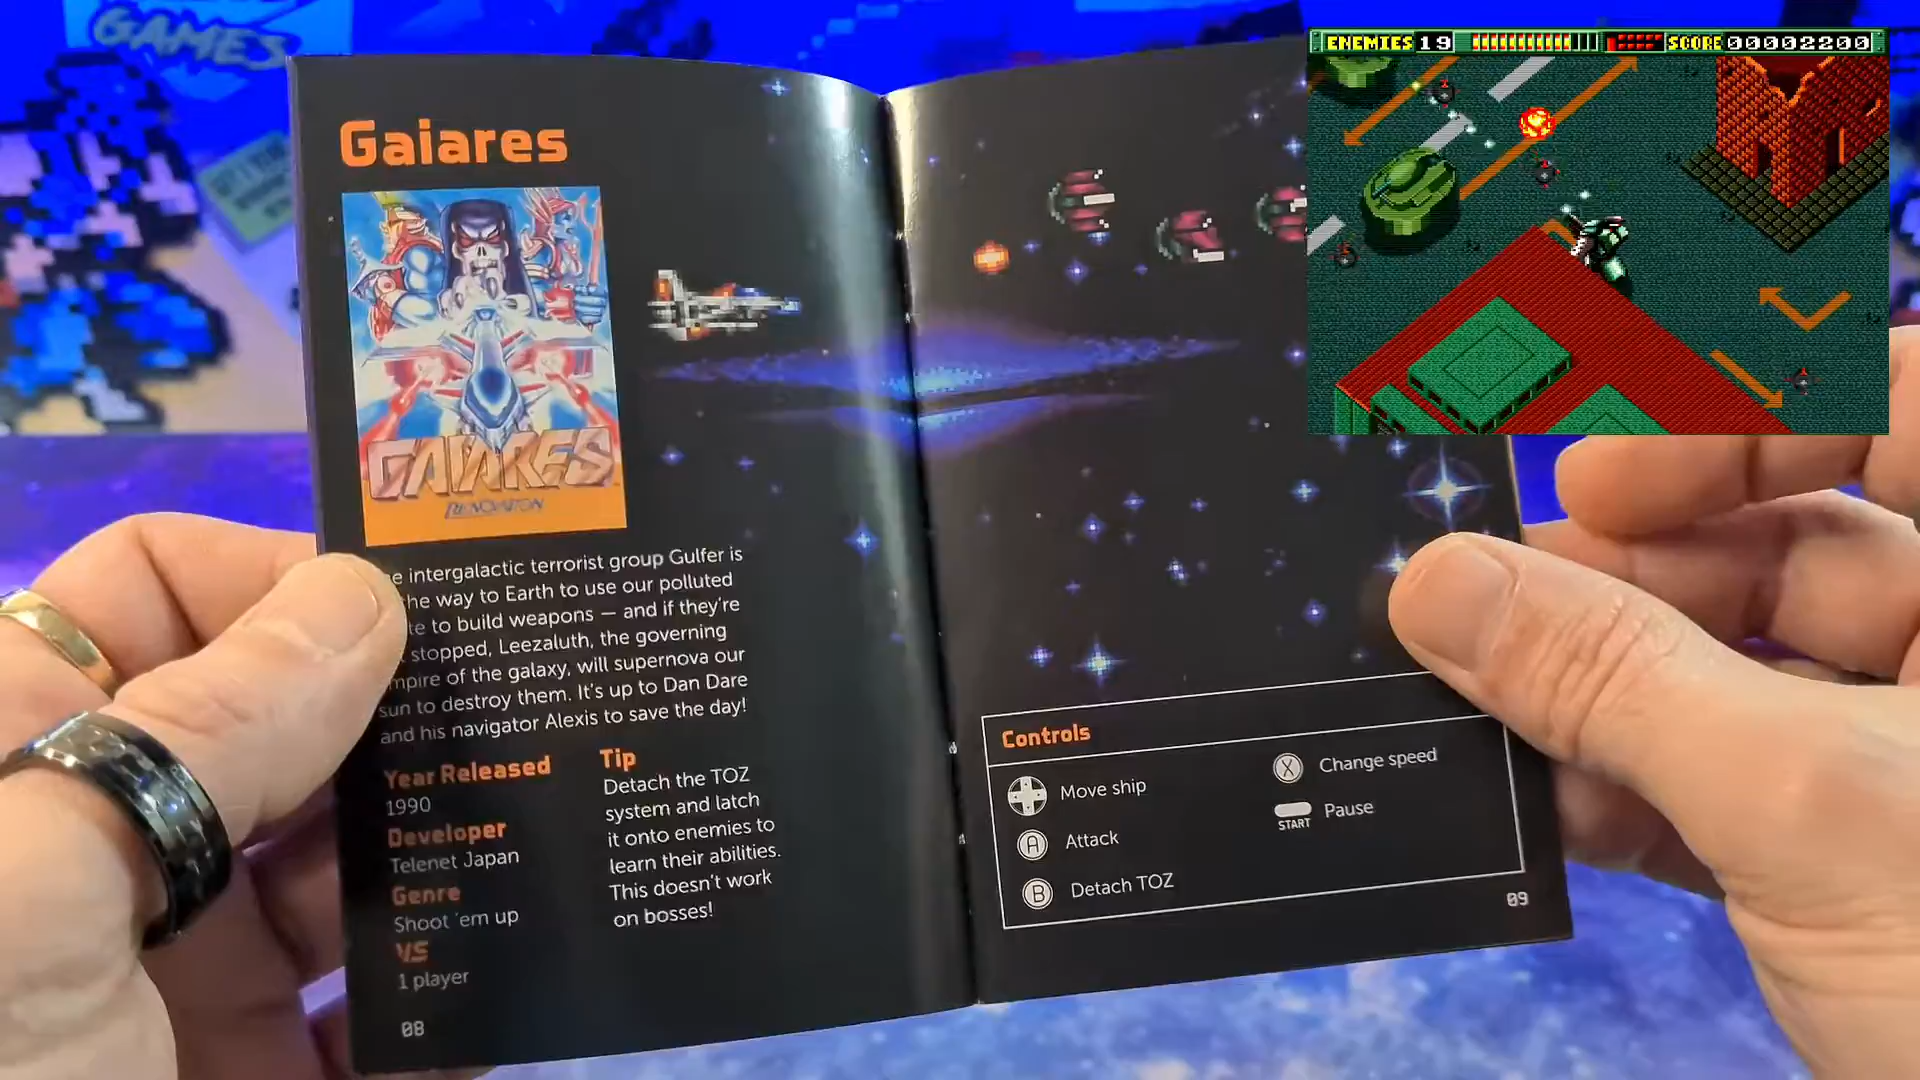 GAMES
ENEMIES 19 SCORE 00002200
Gaiares
GAIARES
RENOVATION
intergalactic terrorist group Gulfer is
way to Earth to use our polluted
to build weapons — and if they're
stopped, Leezaluth, the governing
of the galaxy, will supernova our
sun to destroy them. It's up to Dan Dare
and his navigator Alexis to save the day!
Year Released
1990
Developer
Telenet Japan
Genre
Shoot 'em up
VS
1 player
08
Tip
Detach the TOZ
system and latch
it onto enemies to
learn their abilities.
This doesn't work
on bosses!
Controls
Move ship
A Attack
B Detach TOZ
X Change speed
START Pause
09